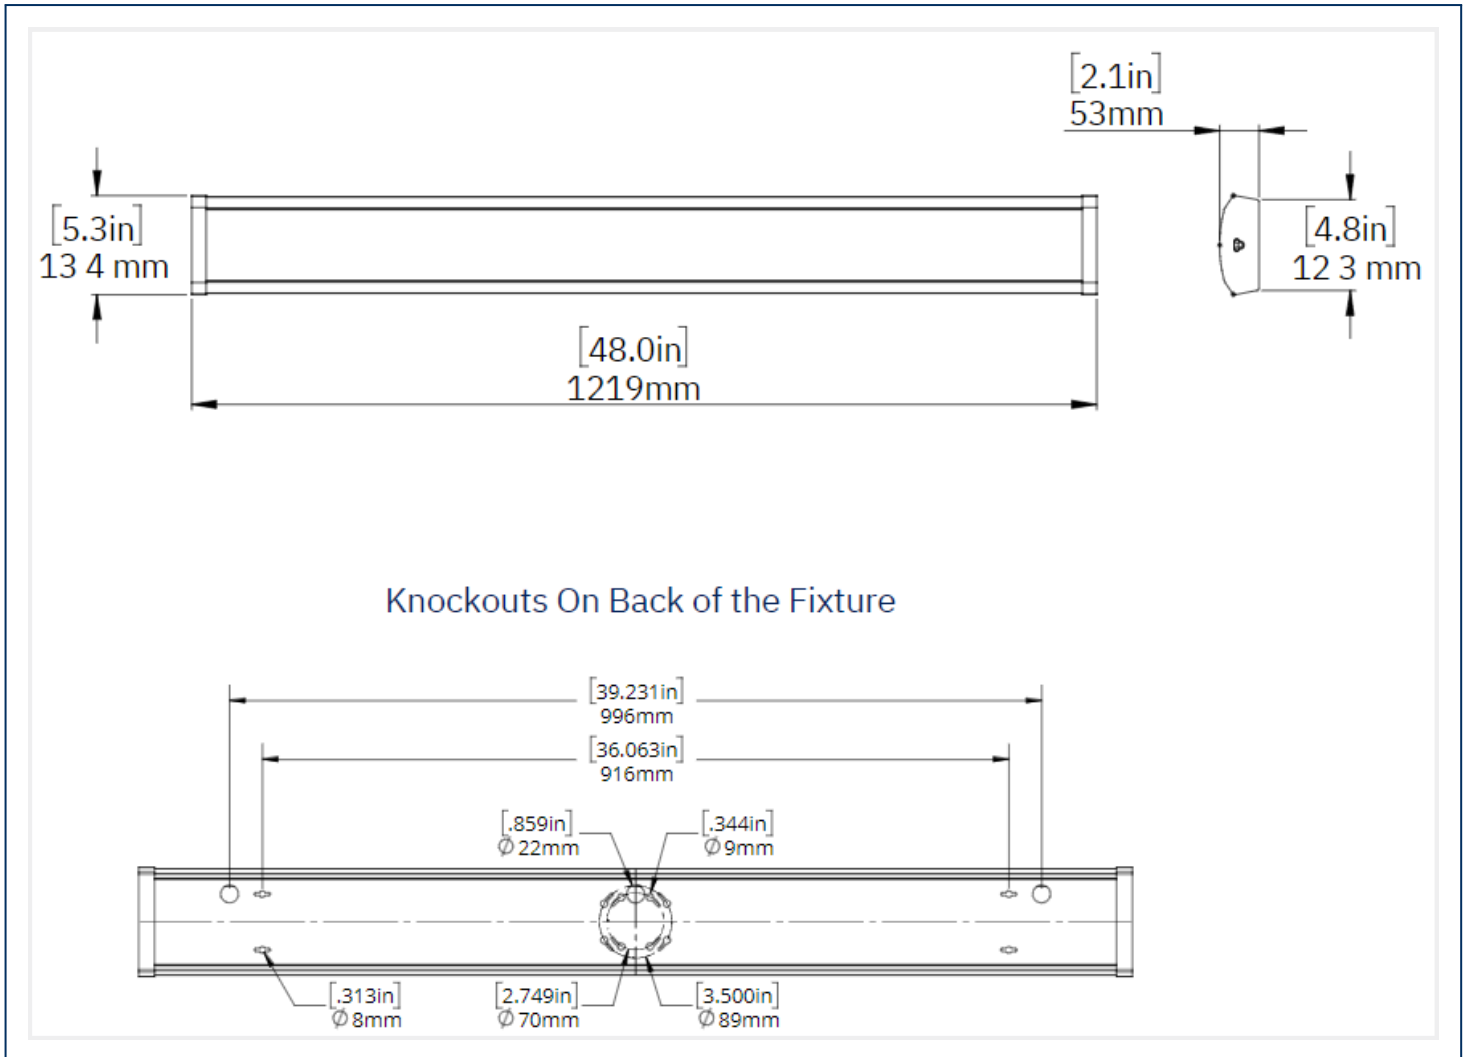 [2.1in]
53mm
[5.3in]
13 4 mm
[4.8in]
12 3 mm
[48.0in]
1219mm
Knockouts On Back of the Fixture
[39.231in]
996mm
[36.063in]
916mm
[.859in]
Ø 22mm
[.344in]
Ø 9mm
[.313in]
Ø 8mm
[2.749in]
Ø 70mm
[3.500in]
Ø 89mm